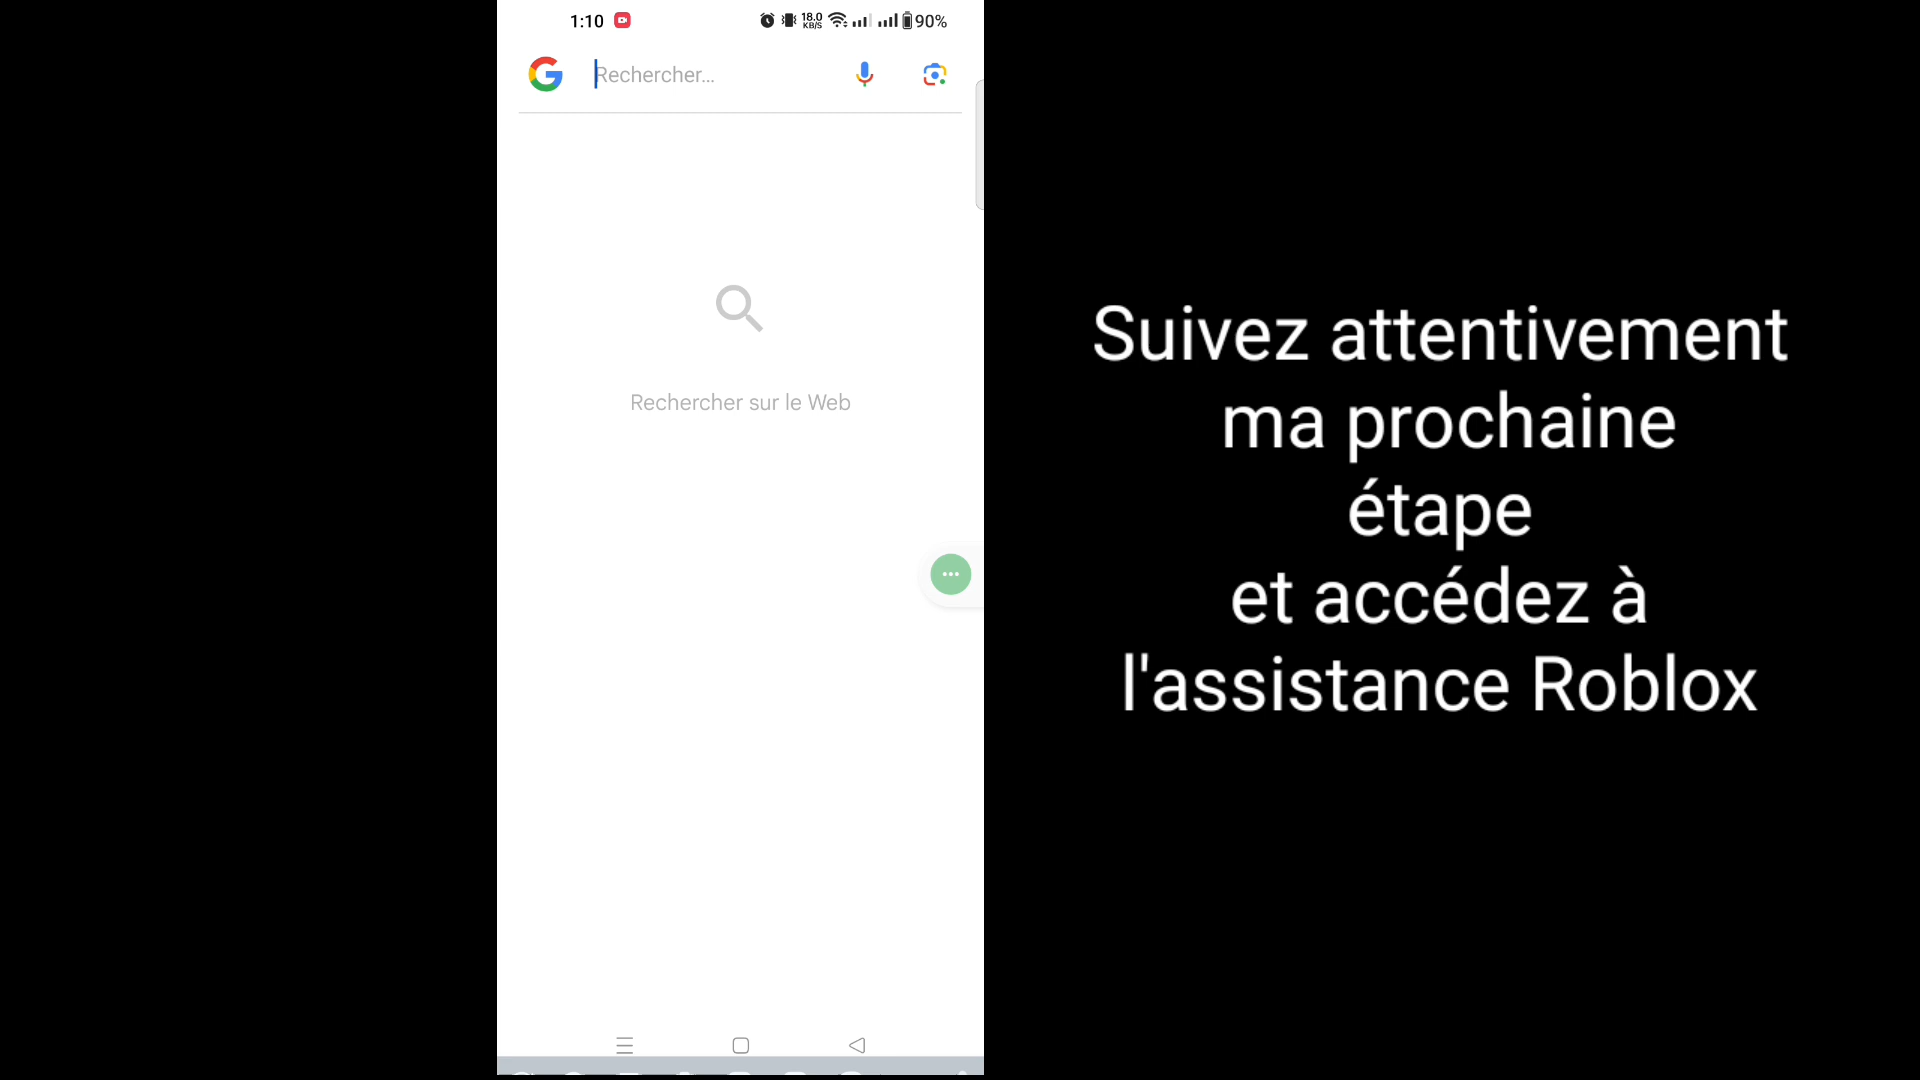 1:10
18.0
KB/S
90%
Rechercher...
Rechercher sur le Web
Suivez attentivement
ma prochaine
étape
et accédez à
l'assistance Roblox